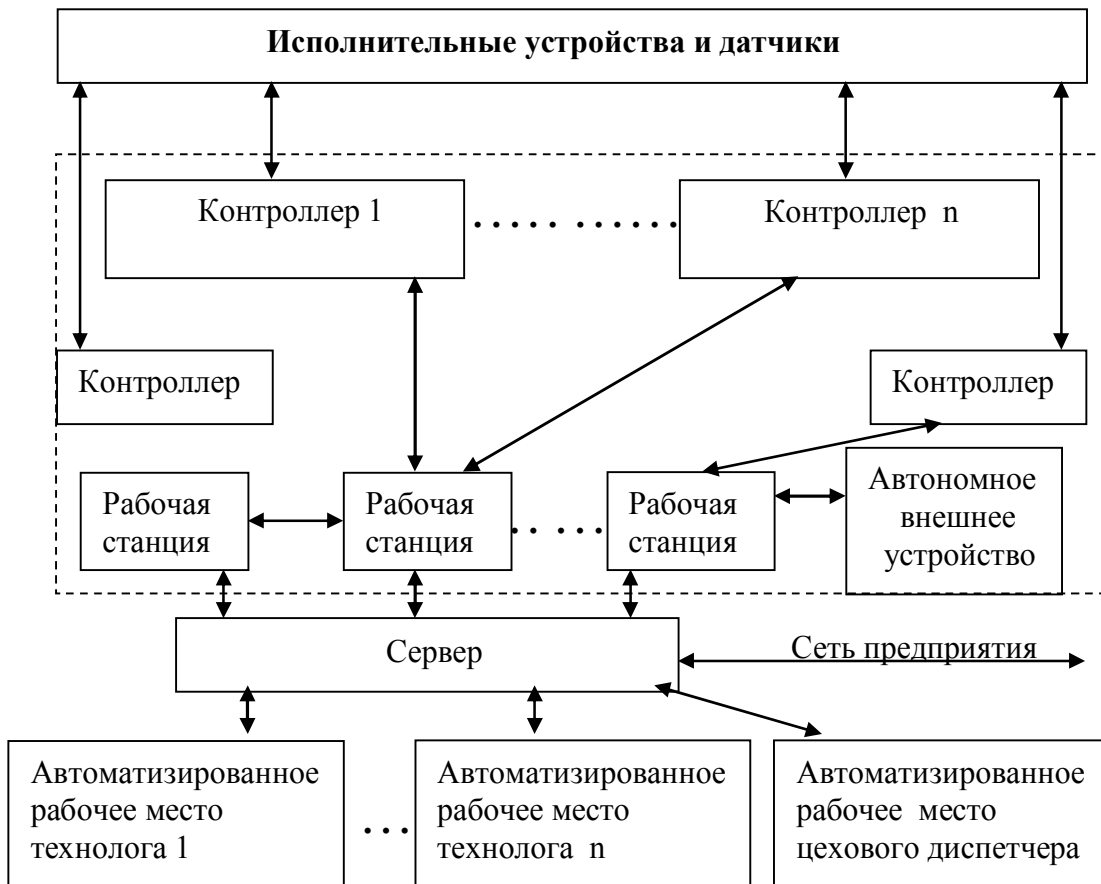 Исполнительные устройства и датчики
Контроллер 1
Контроллер n
Контроллер
Контроллер
Рабочая
станция
Рабочая
станция
Рабочая
станция
Автономное
внешнее
устройство
Сервер
Сеть предприятия
Автоматизированное
рабочее место
технолога 1
Автоматизированное
рабочее место
технолога n
Автоматизированное
рабочее место
цехового диспетчера